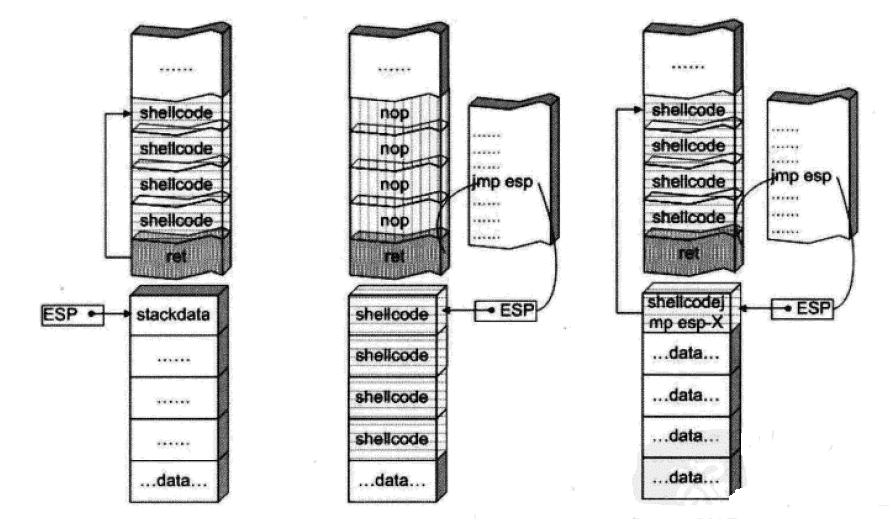 ......
shellcode
shellcode
shellcode
shellcode
ret
ESP
stackdata
......
......
......
...data...
......
nop
nop
nop
nop
ret
......
......
......
jmp esp
......
......
......
ESP
shellcode
shellcode
shellcode
shellcode
...data...
......
shellcode
shellcode
shellcode
shellcode
ret
......
......
......
jmp esp
......
......
......
ESP
shellcodej
mp esp-X
...data...
...data...
...data...
...data...